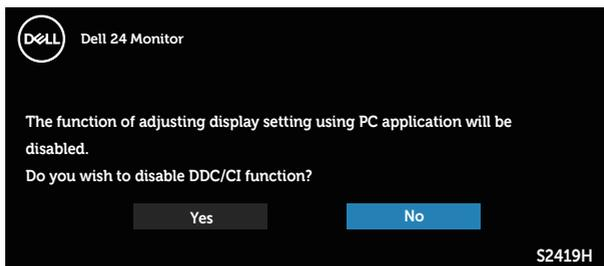 DELL
Dell 24 Monitor
The function of adjusting display setting using PC application will be
disabled.
Do you wish to disable DDC/CI function?
Yes
No
S2419H